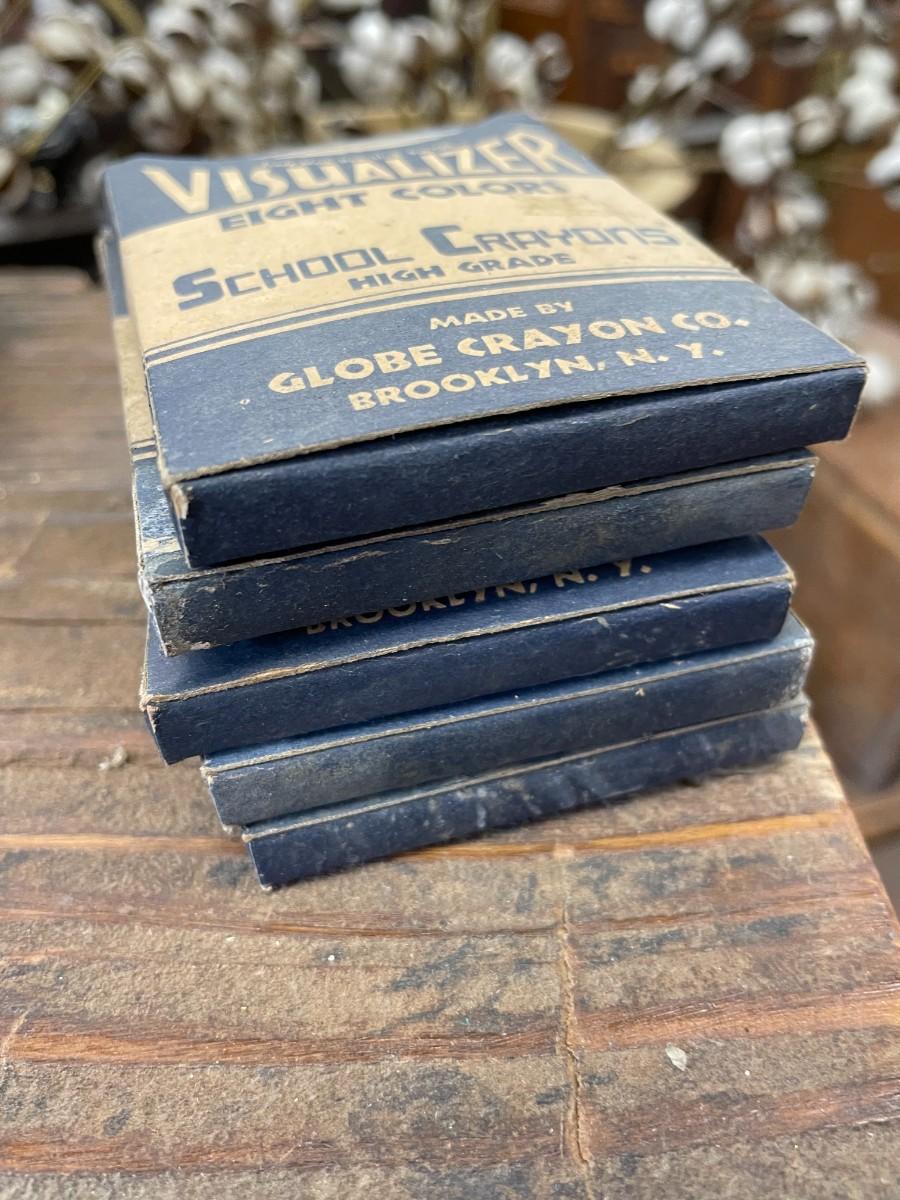 VISUALIZER
EIGHT COLORS
SCHOOL CRAYONS
HIGH GRADE
MADE BY
GLOBE CRAYON CO.
BROOKLYN, N. Y.
BROOKLYN, N. Y.